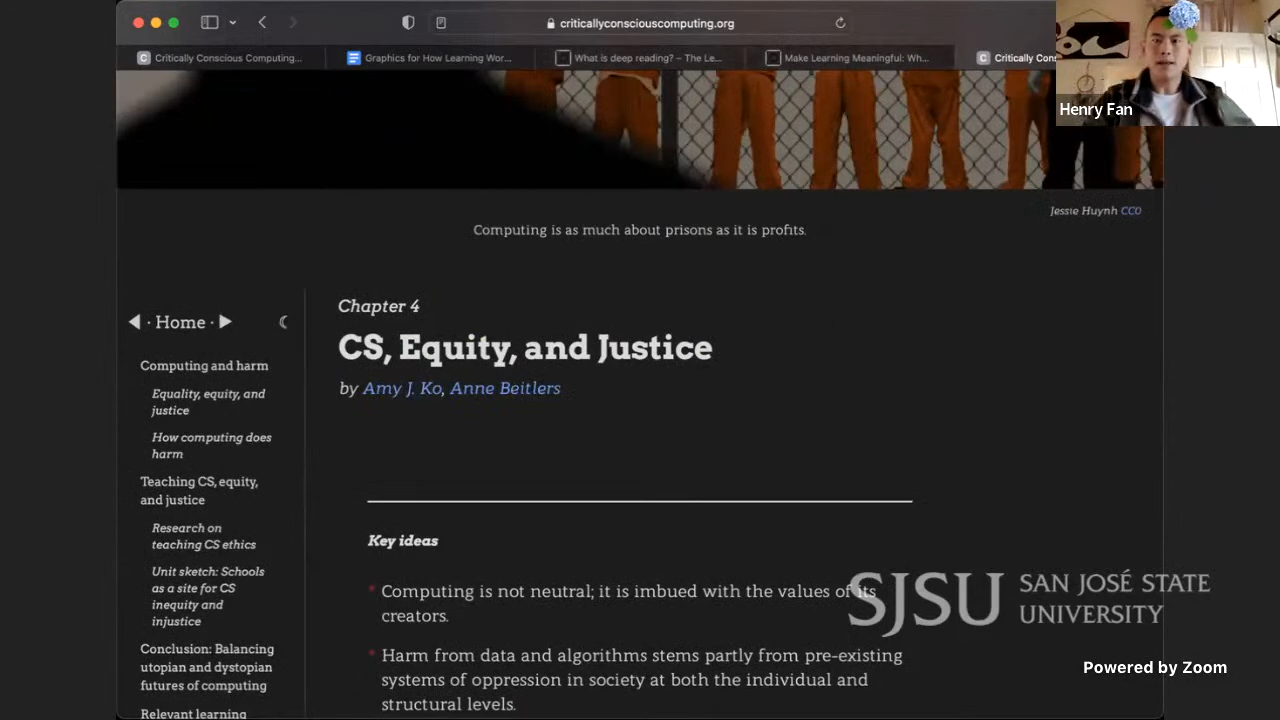 criticallyconsciouscomputing.org
Critically Conscious Computing...
Graphics for How Learning Wor...
What is deep reading? – The Le...
Make Learning Meaningful: Wh...
Critically Cons
Henry Fan
Jessie Huynh CC0
Computing is as much about prisons as it is profits.
◀ · Home · ▶
Computing and harm
Equality, equity, and
justice
How computing does
harm
Teaching CS, equity,
and justice
Research on
teaching CS ethics
Unit sketch: Schools
as a site for CS
inequity and
injustice
Conclusion: Balancing
utopian and dystopian
futures of computing
Relevant learning
Chapter 4
CS, Equity, and Justice
by Amy J. Ko, Anne Beitlers
Key ideas
* Computing is not neutral; it is imbued with the values of its
creators.
* Harm from data and algorithms stems partly from pre-existing
systems of oppression in society at both the individual and
structural levels.
SJSU SAN JOSÉ STATE
UNIVERSITY
Powered by Zoom